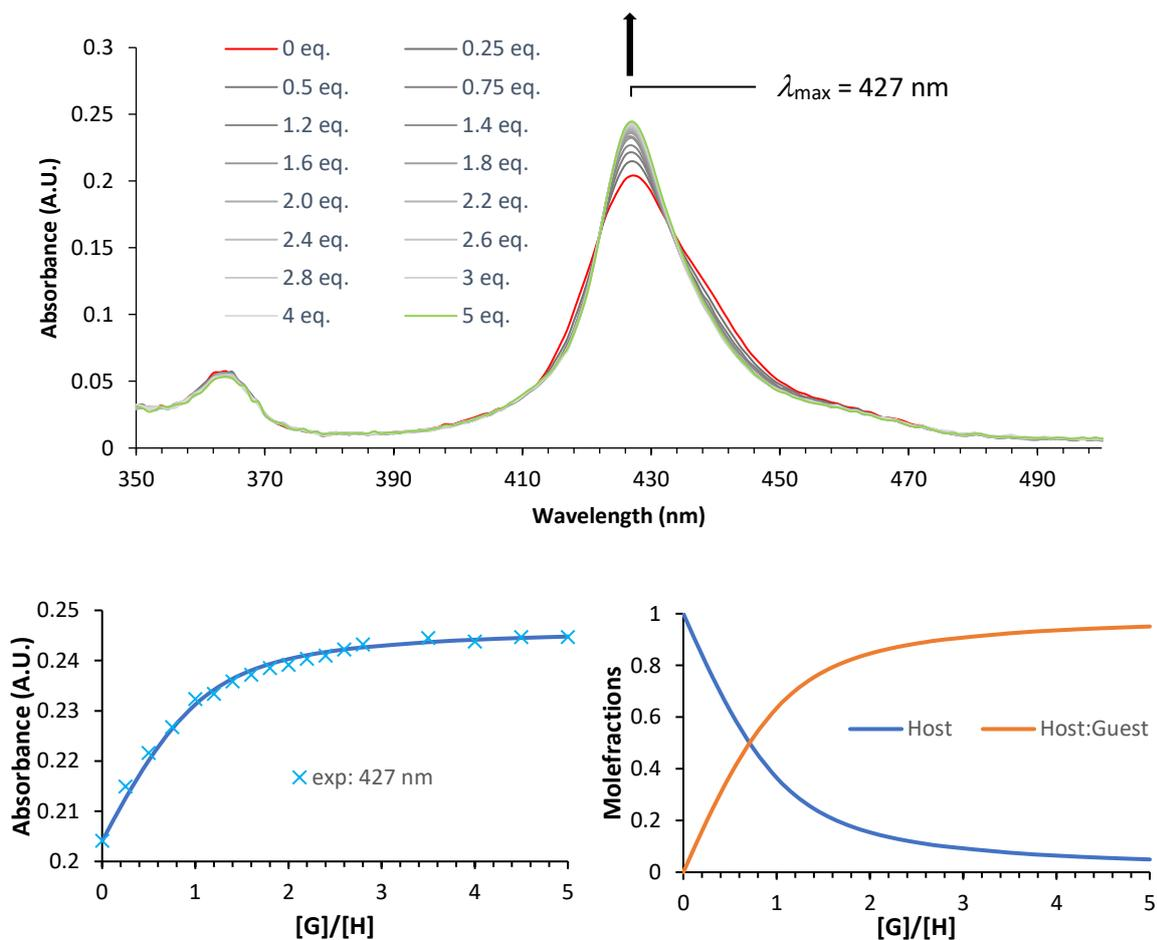 0.3
0 eq. 0.25 eq.
0.5 eq. 0.75 eq.
λmax = 427 nm
0.25
1.2 eq. 1.4 eq.
1.6 eq. 1.8 eq.
0.2
2.0 eq. 2.2 eq.
2.4 eq. 2.6 eq.
0.15
2.8 eq. 3 eq.
4 eq. 5 eq.
0.1
0.05
0
Absorbance (A.U.)
350 370 390 410 430 450 470 490
Wavelength (nm)
0.25
0.24
0.23
0.22
0.21
0.2
Absorbance (A.U.)
exp: 427 nm
0 1 2 3 4 5
[G]/[H]
1
0.8
0.6
0.4
0.2
0
Molefractions
Host Host:Guest
0 1 2 3 4 5
[G]/[H]